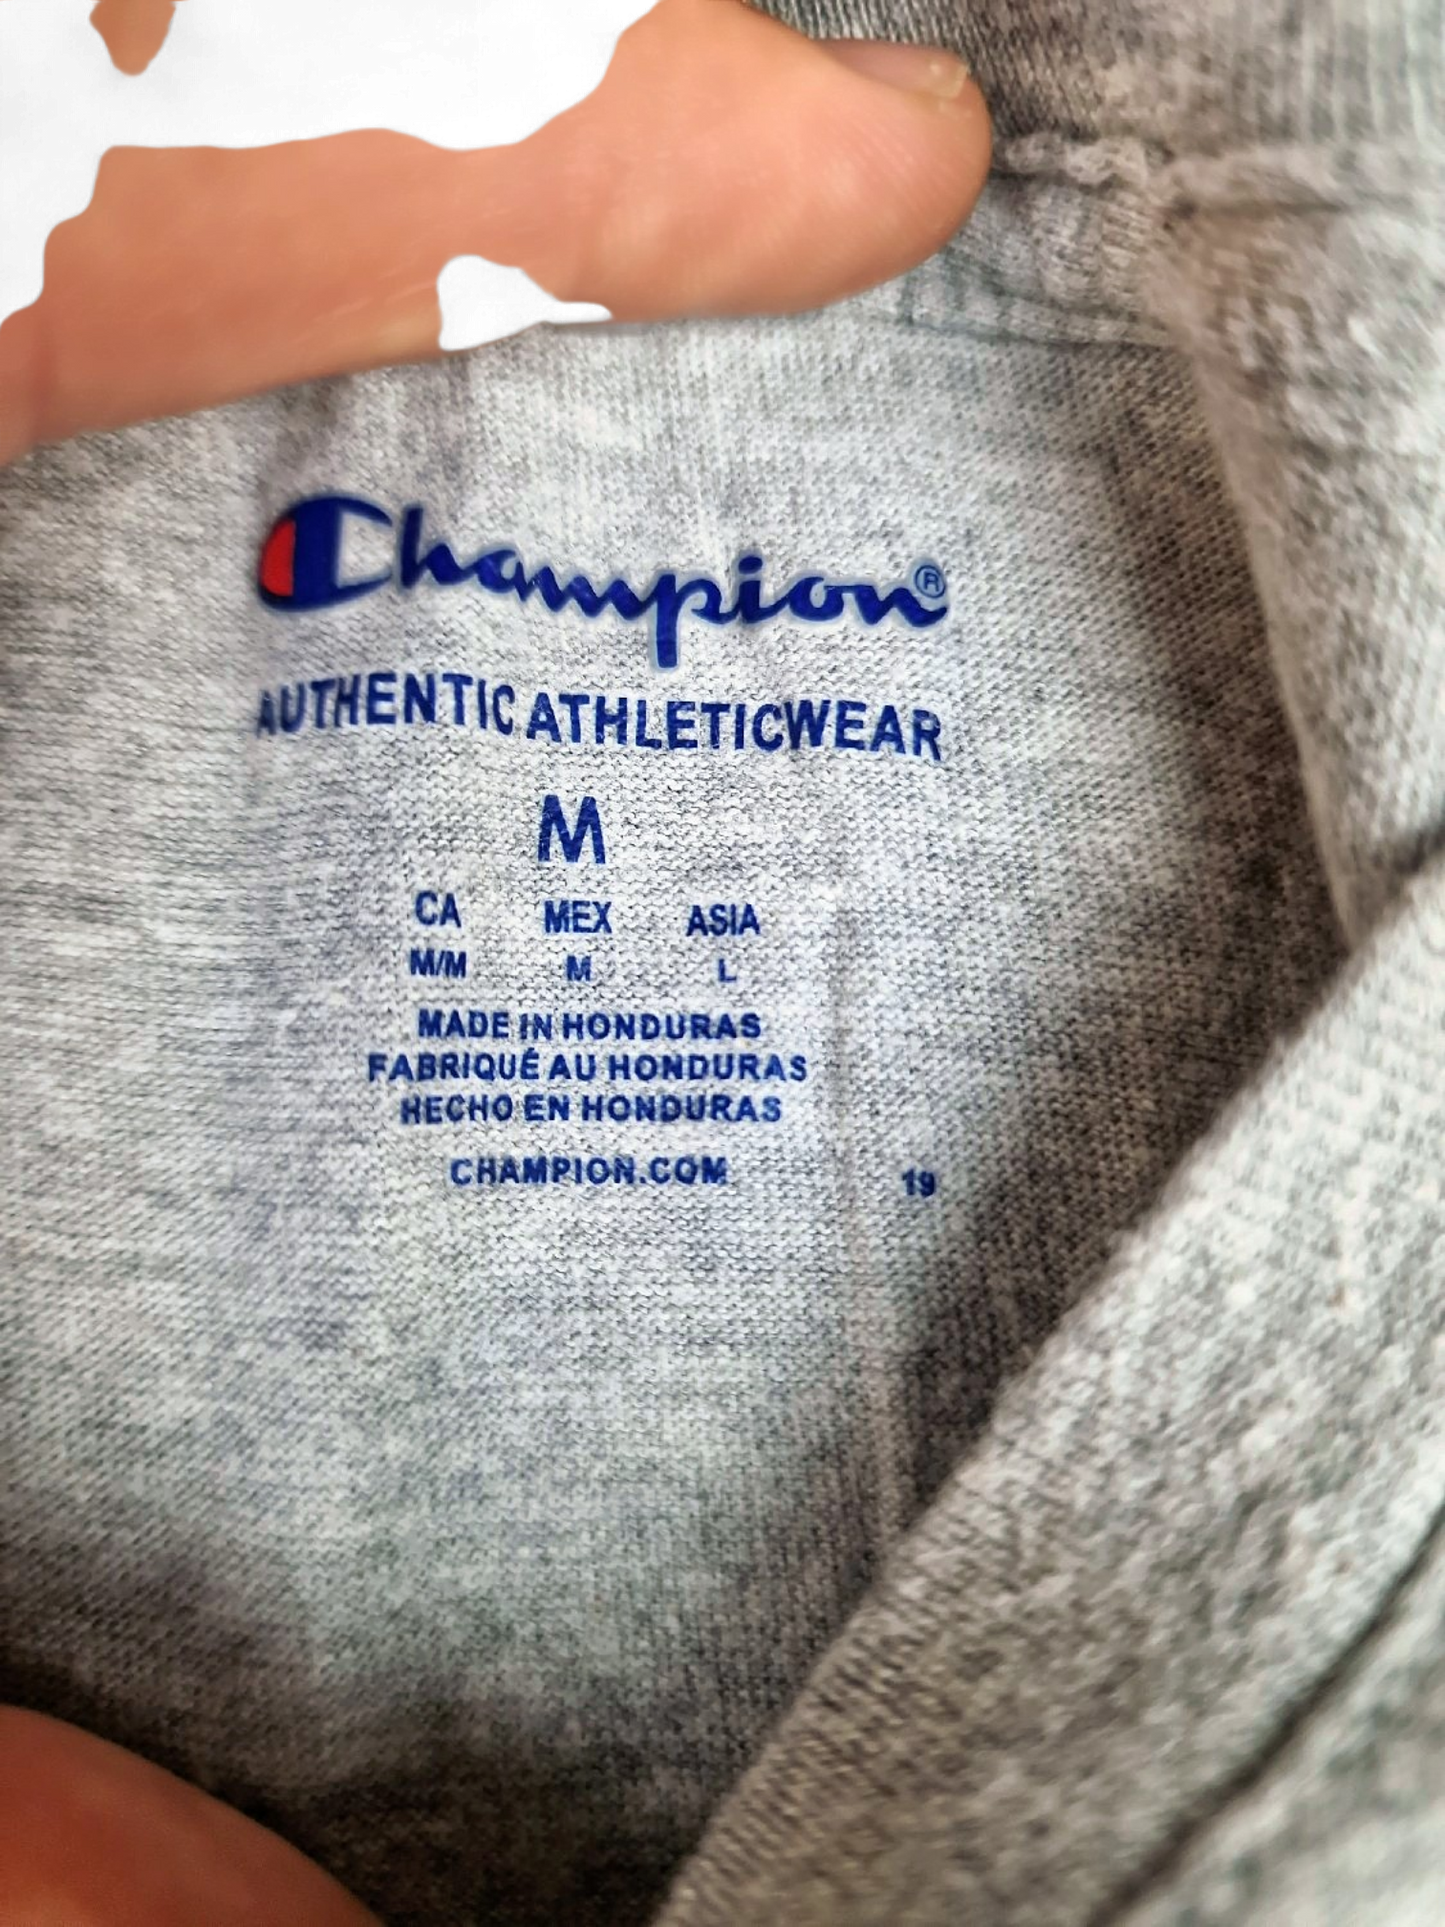 Champion®
AUTHENTIC ATHLETICWEAR
M
CA MEX ASIA
M/M M L
MADE IN HONDURAS
FABRIQUÉ AU HONDURAS
HECHO EN HONDURAS
CHAMPION.COM 19